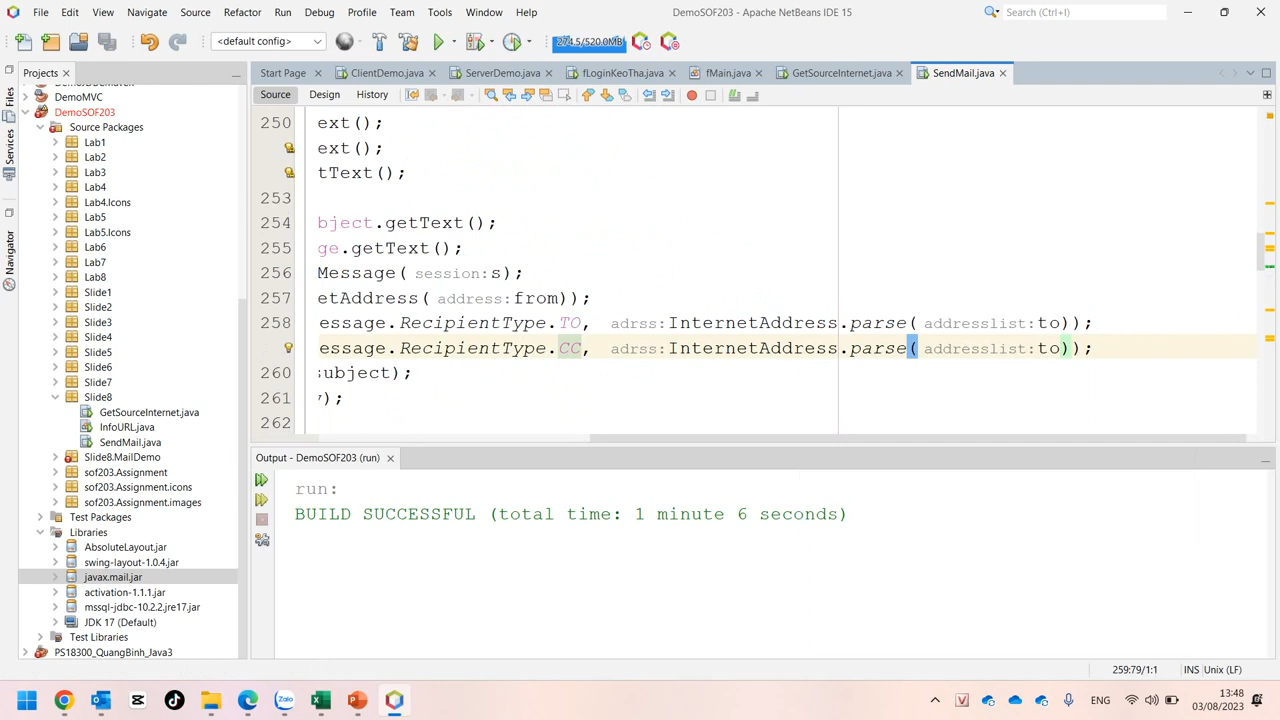 File Edit View Navigate Source Refactor Run Debug Profile Team Tools Window Help
DemoSOF203 - Apache NetBeans IDE 15
Search (Ctrl+I)
<default config>
274.5/520.0MB
Projects
Start Page
ClientDemo.java
ServerDemo.java
fLoginKeoTha.java
fMain.java
GetSourceInternet.java
SendMail.java
Files
Services
Navigator
DemoMVC
DemoSOF203
Source Packages
Lab1
Lab2
Lab3
Lab4
Lab4.Icons
Lab5
Lab5.Icons
Lab6
Lab7
Lab8
Slide1
Slide2
Slide3
Slide4
Slide5
Slide6
Slide7
Slide8
GetSourceInternet.java
InfoURL.java
SendMail.java
Slide8.MailDemo
sof203.Assignment
sof203.Assignment.icons
sof203.Assignment.images
Test Packages
Libraries
AbsoluteLayout.jar
swing-layout-1.0.4.jar
javax.mail.jar
activation-1.1.1.jar
mssql-jdbc-10.2.2.jre17.jar
JDK 17 (Default)
Test Libraries
PS18300_QuangBinh_Java3
Source Design History
250 ext();
ext();
tText();
253
254 bject.getText();
255 ge.getText();
256 Message( session:s);
257 etAddress( address:from));
258 essage.RecipientType.TO, adrss:InternetAddress.parse( addresslist:to));
essage.RecipientType.CC, adrss:InternetAddress.parse( addresslist:to));
260 ubject);
261 );
262
Output - DemoSOF203 (run)
run:
BUILD SUCCESSFUL (total time: 1 minute 6 seconds)
259:79/1:1
INS Unix (LF)
Zalo
ENG
13:48
03/08/2023